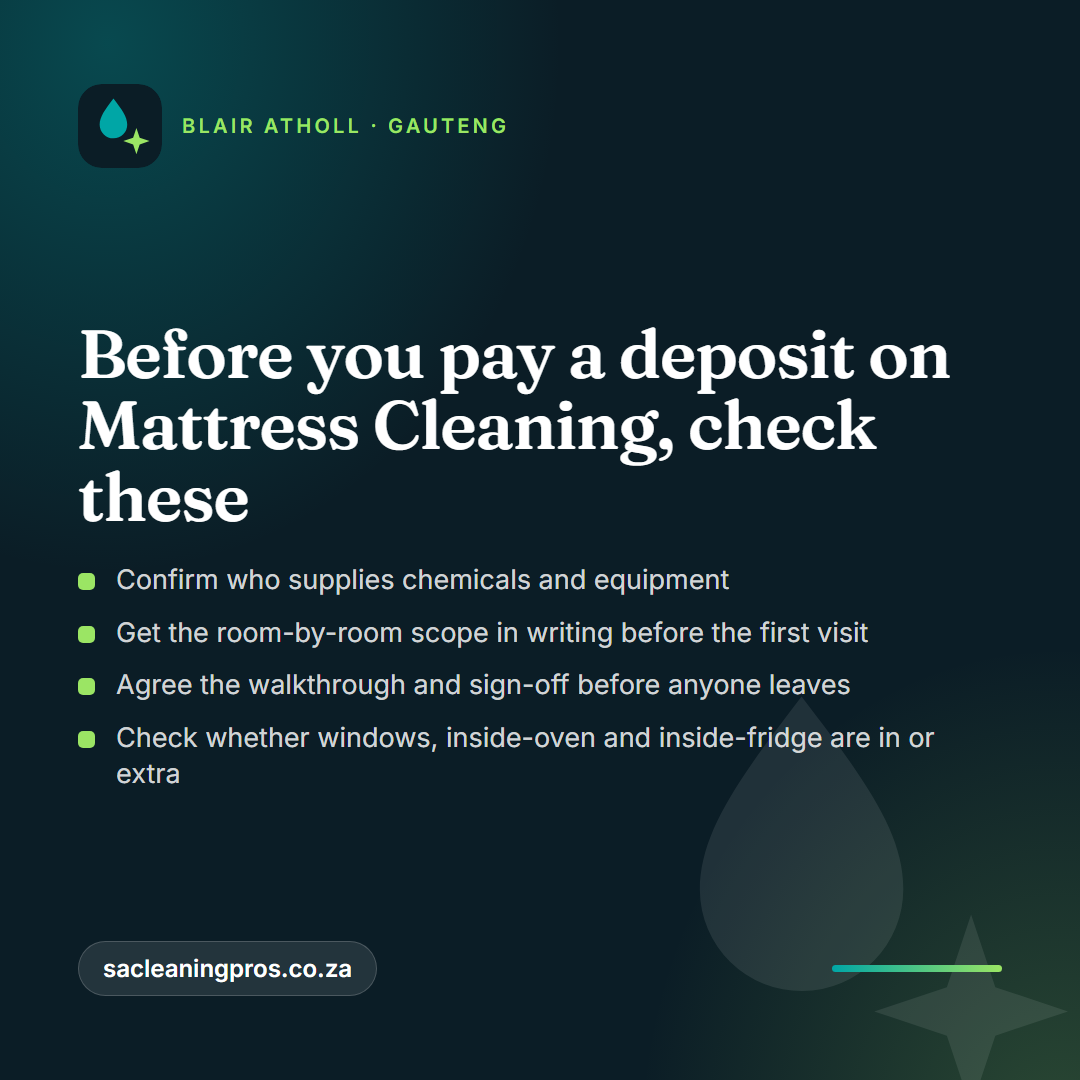 BLAIR ATHOLL · GAUTENG
Before you pay a deposit on
Mattress Cleaning, check
these
Confirm who supplies chemicals and equipment
Get the room-by-room scope in writing before the first visit
Agree the walkthrough and sign-off before anyone leaves
Check whether windows, inside-oven and inside-fridge are in or
extra
sacleaningpros.co.za